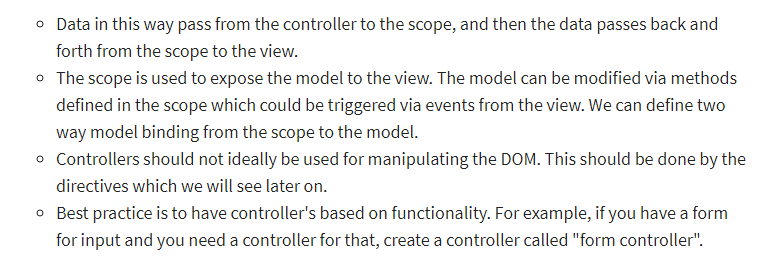 Data in this way pass from the controller to the scope, and then the data passes back and
forth from the scope to the view.
The scope is used to expose the model to the view. The model can be modified via methods
defined in the scope which could be triggered via events from the view. We can define two
way model binding from the scope to the model.
Controllers should not ideally be used for manipulating the DOM. This should be done by the
directives which we will see later on.
Best practice is to have controller's based on functionality. For example, if you have a form
for input and you need a controller for that, create a controller called "form controller".